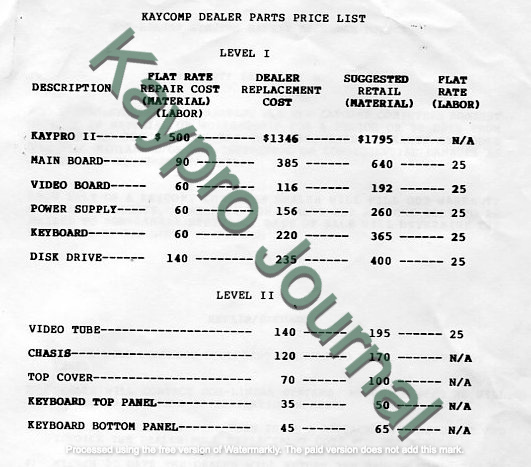 KAYCOMP DEALER PARTS PRICE LIST
LEVEL I
DESCRIPTION FLAT RATE REPAIR COST (MATERIAL) (LABOR) DEALER REPLACEMENT COST SUGGESTED RETAIL (MATERIAL) FLAT RATE (LABOR)
KAYPRO II------- $ 500 --------- $1346 ------ $1795 ------ N/A
MAIN BOARD------ 90 --------- 385 ------ 640 ------ 25
VIDEO BOARD----- 60 --------- 116 ------ 192 ------ 25
POWER SUPPLY---- 60 --------- 156 ------ 260 ------ 25
KEYBOARD-------- 60 --------- 220 ------ 365 ------ 25
DISK DRIVE----- 140 --------- 235 ------ 400 ------ 25
LEVEL II
VIDEO TUBE--------------------- 140 ------ 195 ------ 25
CHASIS------------------------- 120 ------ 170 ------ N/A
TOP COVER---------------------- 70 ------ 100 ------ N/A
KEYBOARD TOP PANEL------------- 35 ------ 50 ------ N/A
KEYBOARD BOTTOM PANEL---------- 45 ------ 65 ------ N/A
Kaypro Journal
Processed using the free version of Watermarkly. The paid version does not add this mark.